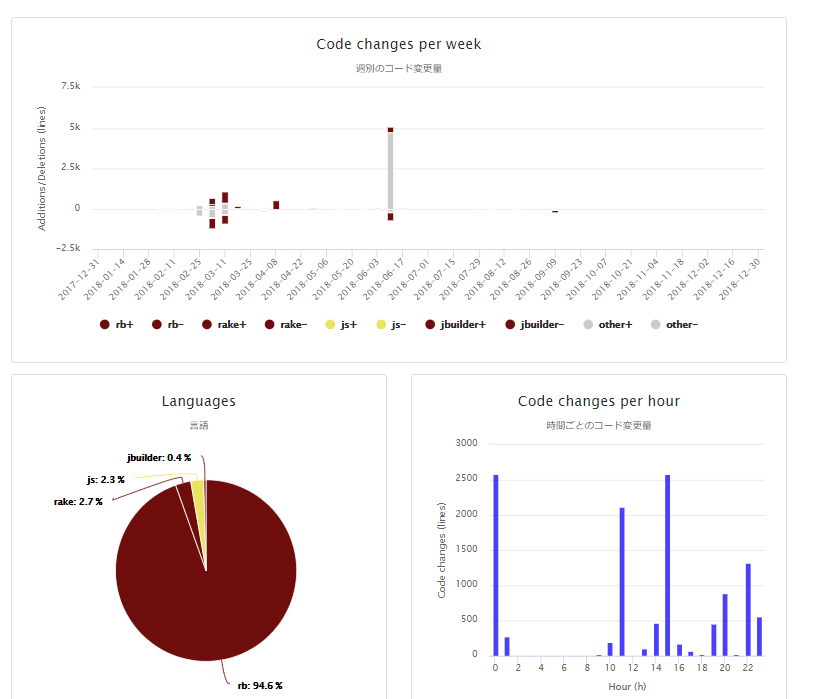 Code changes per week
週別のコード変更量
Additions/Deletions (lines)
7.5k
5k
2.5k
0
−2.5k
2017-12-31
2018-01-14
2018-01-28
2018-02-11
2018-02-25
2018-03-11
2018-03-25
2018-04-08
2018-04-22
2018-05-06
2018-05-20
2018-06-03
2018-06-17
2018-07-01
2018-07-15
2018-07-29
2018-08-12
2018-08-26
2018-09-09
2018-09-23
2018-10-07
2018-10-21
2018-11-04
2018-11-18
2018-12-02
2018-12-16
2018-12-30
rb+ rb− rake+ rake− js+ js− jbuilder+ jbuilder− other+ other−
Languages
言語
jbuilder: 0.4 %
js: 2.3 %
rake: 2.7 %
rb: 94.6 %
Code changes per hour
時間ごとのコード変更量
Code changes (lines)
3000
2500
2000
1500
1000
500
0
0 2 4 6 8 10 12 14 16 18 20 22
Hour (h)